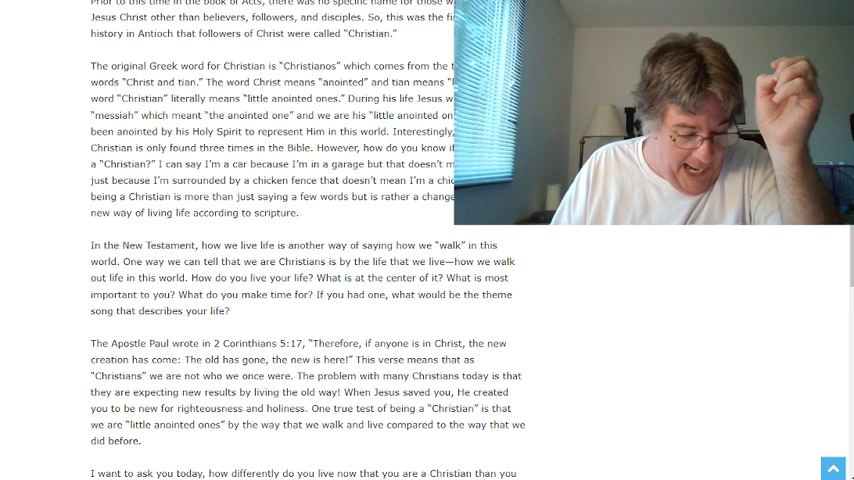 Prior to this time in the book of Acts, there was no specific name for those w
Jesus Christ other than believers, followers, and disciples. So, this was the fi
history in Antioch that followers of Christ were called “Christian.”
The original Greek word for Christian is “Christianos” which comes from the t
words “Christ and tian.” The word Christ means “anointed” and tian means “l
word “Christian” literally means “little anointed ones.” During his life Jesus w
“messiah” which meant “the anointed one” and we are his “little anointed on
been anointed by his Holy Spirit to represent Him in this world. Interestingly,
Christian is only found three times in the Bible. However, how do you know i
a “Christian?” I can say I’m a car because I’m in a garage but that doesn’t m
just because I’m surrounded by a chicken fence that doesn’t mean I’m a chic
being a Christian is more than just saying a few words but is rather a change
new way of living life according to scripture.
In the New Testament, how we live life is another way of saying how we “walk” in this
world. One way we can tell that we are Christians is by the life that we live—how we walk
out life in this world. How do you live your life? What is at the center of it? What is most
important to you? What do you make time for? If you had one, what would be the theme
song that describes your life?
The Apostle Paul wrote in 2 Corinthians 5:17, “Therefore, if anyone is in Christ, the new
creation has come: The old has gone, the new is here!” This verse means that as
“Christians” we are not who we once were. The problem with many Christians today is that
they are expecting new results by living the old way! When Jesus saved you, He created
you to be new for righteousness and holiness. One true test of being a “Christian” is that
we are “little anointed ones” by the way that we walk and live compared to the way that we
did before.
I want to ask you today, how differently do you live now that you are a Christian than you